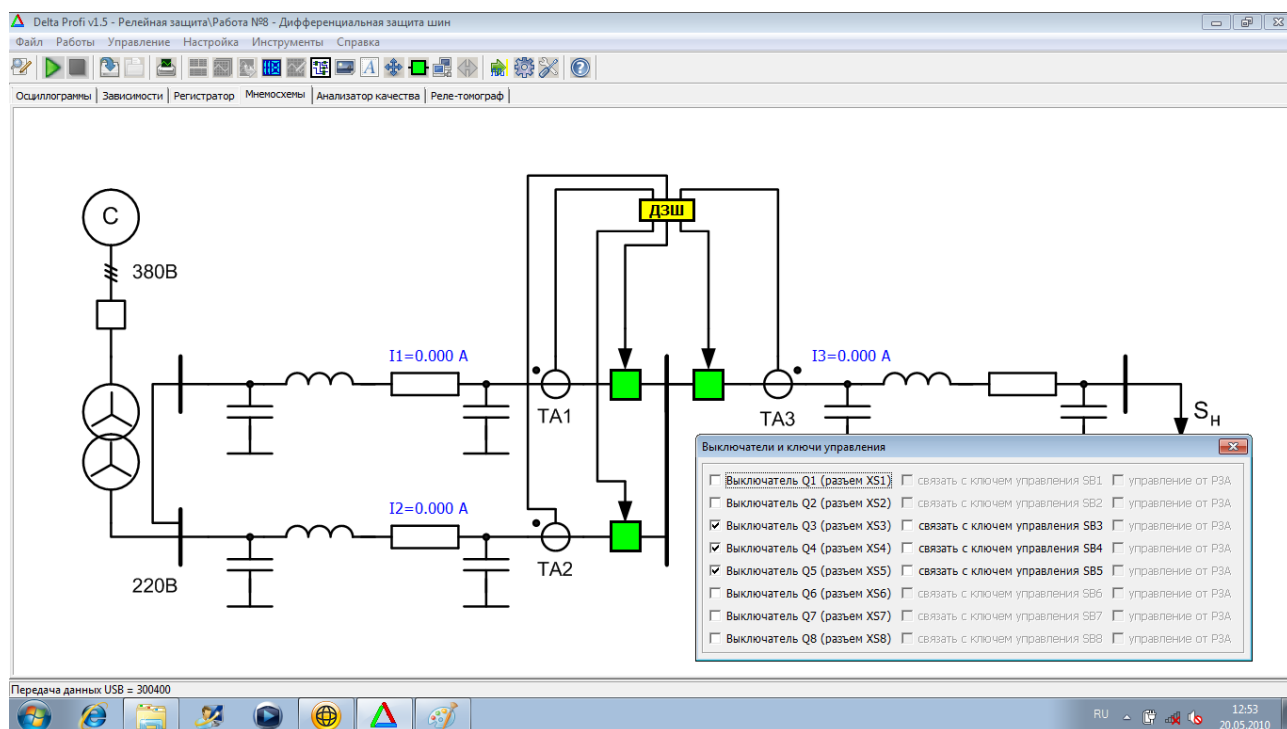 Delta Profi v1.5 - Релейная защита\Работа №8 - Дифференциальная защита шин
Файл Работы Управление Настройка Инструменты Справка
Осциллограммы Зависимости Регистратор Мнемосхемы Анализатор качества Реле-томограф
С
ДЗШ
380В
I1=0.000 A
I3=0.000 A
TA1
TA3
Sн
I2=0.000 A
TA2
220В
Выключатели и ключи управления
Выключатель Q1 (разъем XS1) связать с ключем управления SB1 управление от РЗА
Выключатель Q2 (разъем XS2) связать с ключем управления SB2 управление от РЗА
Выключатель Q3 (разъем XS3) связать с ключем управления SB3 управление от РЗА
Выключатель Q4 (разъем XS4) связать с ключем управления SB4 управление от РЗА
Выключатель Q5 (разъем XS5) связать с ключем управления SB5 управление от РЗА
Выключатель Q6 (разъем XS6) связать с ключем управления SB6 управление от РЗА
Выключатель Q7 (разъем XS7) связать с ключем управления SB7 управление от РЗА
Выключатель Q8 (разъем XS8) связать с ключем управления SB8 управление от РЗА
Передача данных USB = 300400
RU
12:53
20.05.2010